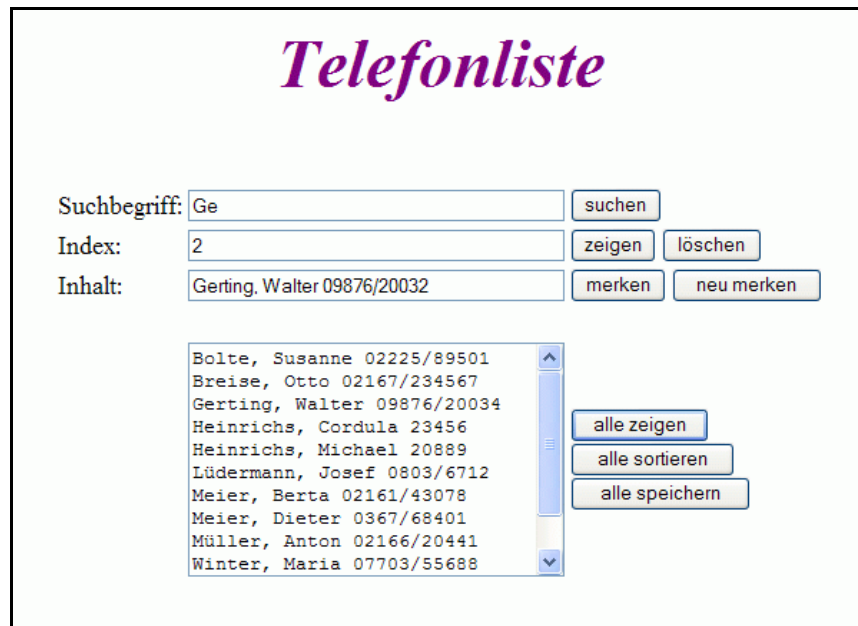 Telefonliste
Suchbegriff: Ge suchen
Index: 2 zeigen löschen
Inhalt: Gerting, Walter 09876/20032 merken neu merken
Bolte, Susanne 02225/89501
Breise, Otto 02167/234567
Gerting, Walter 09876/20034
Heinrichs, Cordula 23456
Heinrichs, Michael 20889
Lüdermann, Josef 0803/6712
Meier, Berta 02161/43078
Meier, Dieter 0367/68401
Müller, Anton 02166/20441
Winter, Maria 07703/55688
alle zeigen
alle sortieren
alle speichern